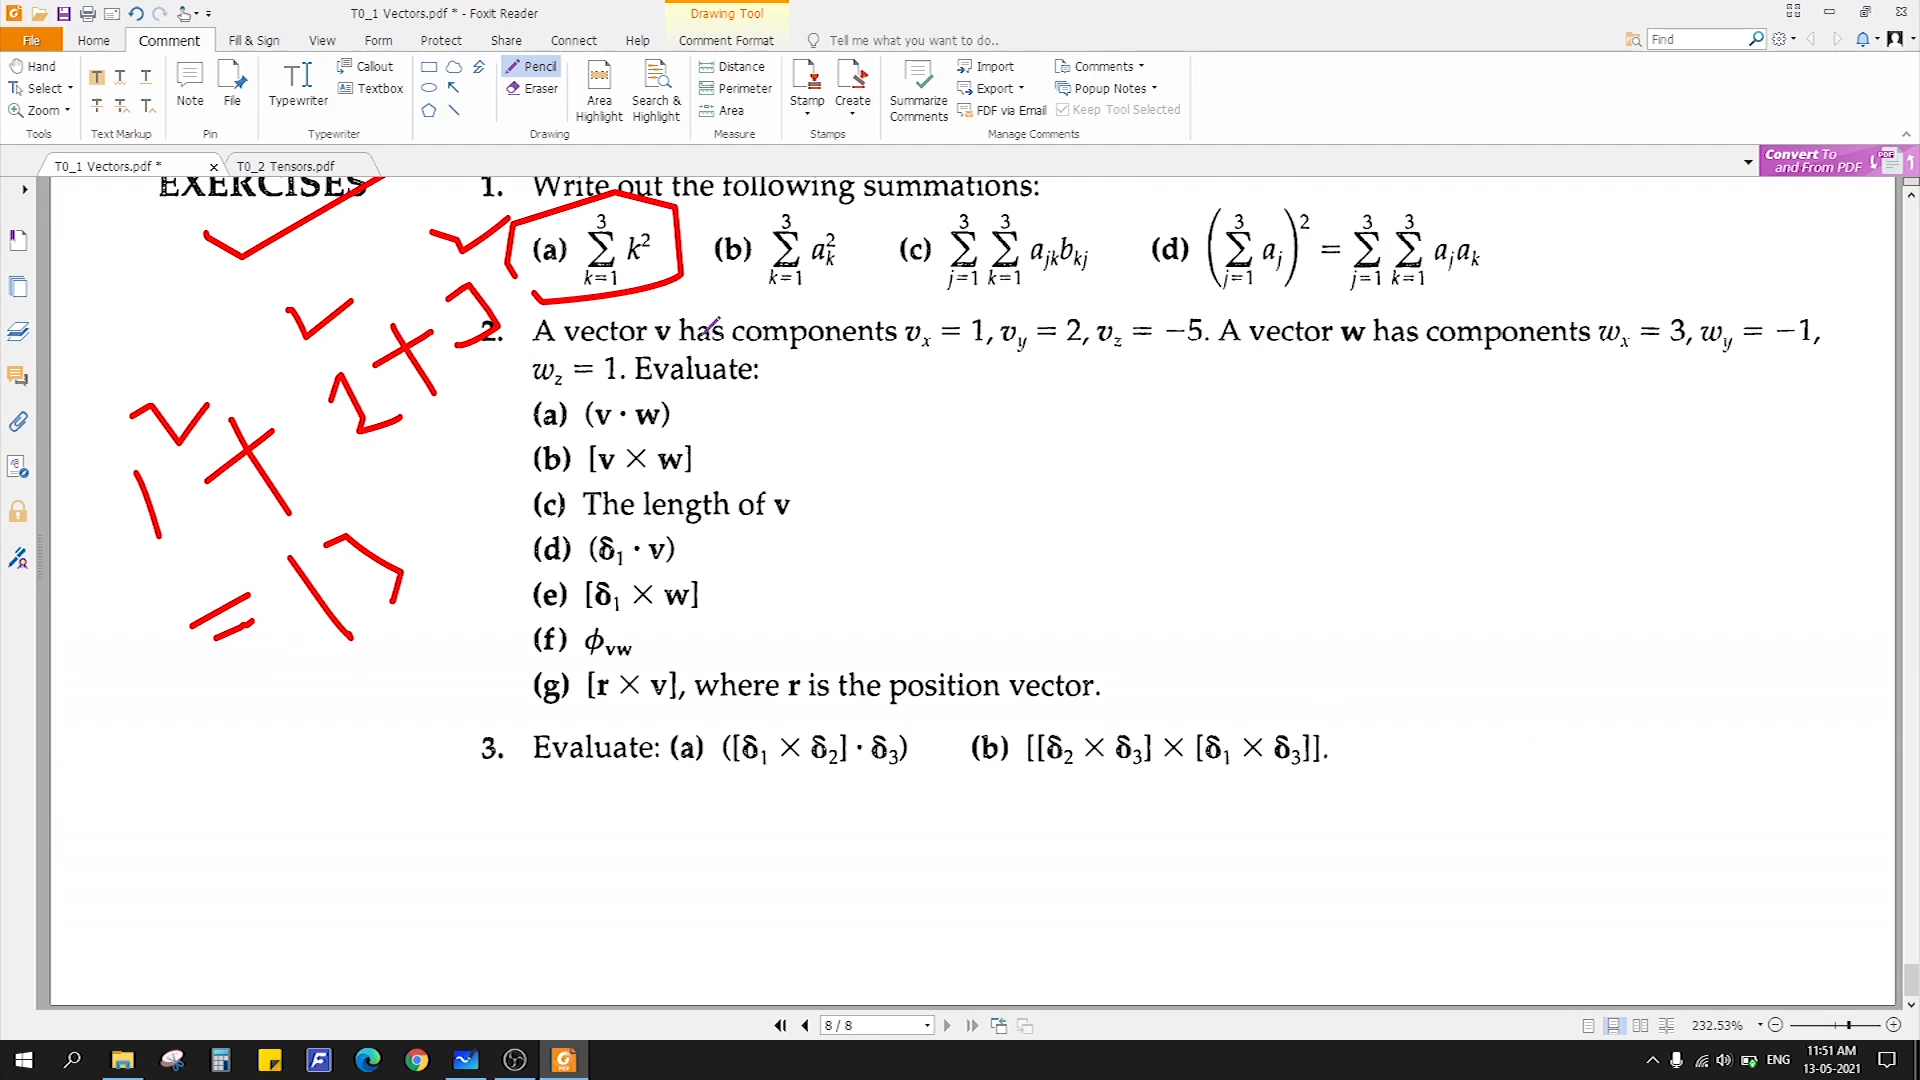 T0_1 Vectors.pdf * - Foxit Reader
Drawing Tool
File Home Comment Fill & Sign View Form Protect Share Connect Help Comment Format Tell me what you want to do.. Find
Hand Callout Pencil Distance Import Comments
Select Note File Typewriter Textbox Eraser Area Highlight Search & Highlight Perimeter Stamp Create Summarize Comments Export Popup Notes
Zoom Area FDF via Email Keep Tool Selected
Tools Text Markup Pin Typewriter Drawing Measure Stamps Manage Comments
T0_1 Vectors.pdf * x T0_2 Tensors.pdf Convert To and From PDF
EXERCISES 1. Write out the following summations:
(a) ∑_{k=1}^{3} k² (b) ∑_{k=1}^{3} a_k² (c) ∑_{j=1}^{3} ∑_{k=1}^{3} a_{jk}b_{kj} (d) (∑_{j=1}^{3} a_j)² = ∑_{j=1}^{3} ∑_{k=1}^{3} a_j a_k
2. A vector v has components v_x = 1, v_y = 2, v_z = −5. A vector w has components w_x = 3, w_y = −1,
w_z = 1. Evaluate:
(a) (v · w)
(b) [v × w]
(c) The length of v
(d) (δ₁ · v)
(e) [δ₁ × w]
(f) ϕ_vw
(g) [r × v], where r is the position vector.
3. Evaluate: (a) ([δ₁ × δ₂] · δ₃) (b) [[δ₂ × δ₃] × [δ₁ × δ₃]].
8 / 8 232.53%
ENG 11:51 AM
13-05-2021